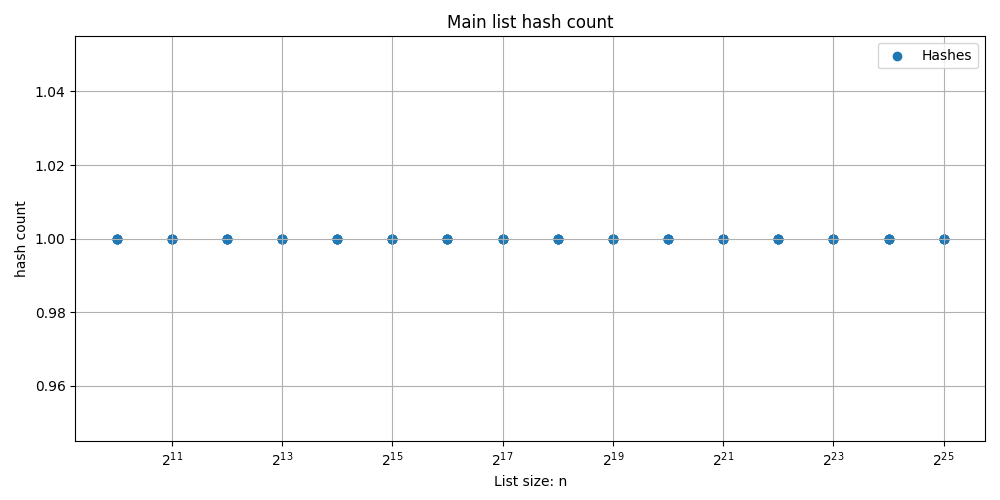 Main list hash count
Hashes
1.04
1.02
1.00
0.98
0.96
hash count
2^11 2^13 2^15 2^17 2^19 2^21 2^23 2^25
List size: n